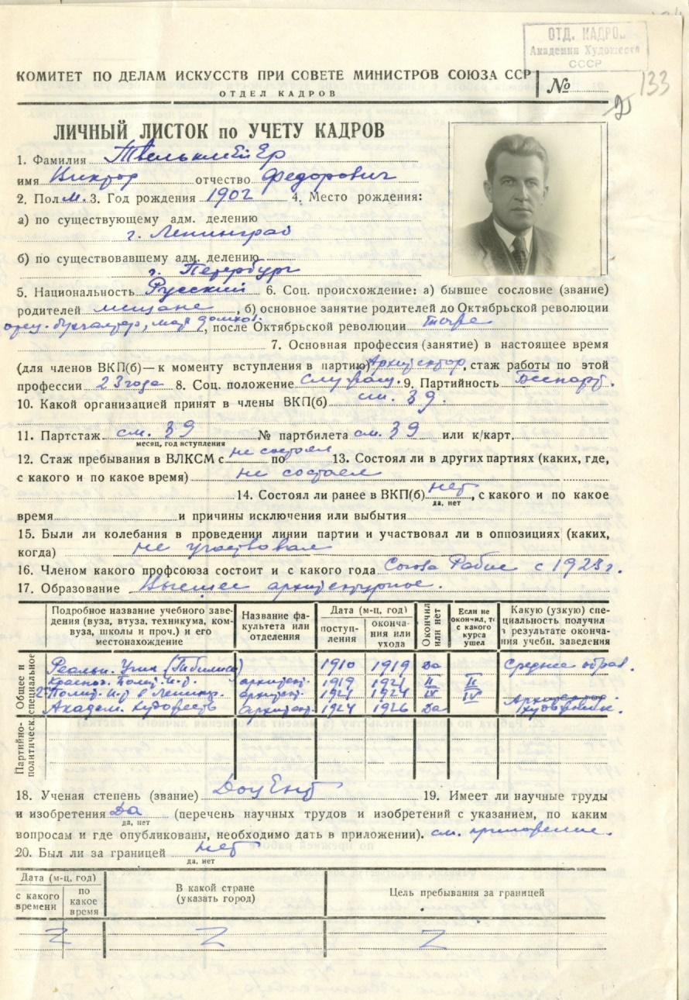 ОТД. КАДРОВ
Академии Художеств
СССР
133
КОМИТЕТ ПО ДЕЛАМ ИСКУССТВ ПРИ СОВЕТЕ МИНИСТРОВ СОЮЗА ССР
ОТДЕЛ КАДРОВ
№
ЛИЧНЫЙ ЛИСТОК по УЧЕТУ КАДРОВ
1. Фамилия Твелькмейер
имя Виктор отчество Федорович
2. Пол м. 3. Год рождения 1902 4. Место рождения:
а) по существующему адм. делению
г. Ленинград
б) по существовавшему адм. делению
г. Петербург
5. Национальность Русский 6. Соц. происхождение: а) бывшее сословие (звание)
родителей мещане, б) основное занятие родителей до Октябрьской революции
отец-бухгалтер, мать домхоз., после Октябрьской революции тоже
7. Основная профессия (занятие) в настоящее время
(для членов ВКП(б)—к моменту вступления в партию) Архитектор, стаж работы по этой
профессии 23 года 8. Соц. положение служащ. 9. Партийность Беспарт.
10. Какой организацией принят в члены ВКП(б) см. 39.
11. Партстаж см. 39 № партбилета см. 39 или к/карт.
месяц, год вступления
12. Стаж пребывания в ВЛКСМ с не состоял по 13. Состоял ли в других партиях (каких, где,
с какого и по какое время) не состоял
14. Состоял ли ранее в ВКП(б) нет, с какого и по какое
да, нет
время и причины исключения или выбытия
15. Были ли колебания в проведении линии партии и участвовал ли в оппозициях (каких,
когда) не участвовал
16. Членом какого профсоюза состоит и с какого года Союза Рабис с 1923 г.
17. Образование Высшее архитектурное.
Подробное название учебного заведения (вуза, втуза, техникума, комвуза, школы и проч.) и его местонахождение
Название факультета или отделения
Дата (м-ц, год)
поступления
окончания или ухода
Окончил или нет
Если не окончил, то с какого курса ушел
Какую (узкую) специальность получил в результате окончания учебн. заведения
Общее и специальное
Реальн. Учил (Тбилиси) 1910 1919 да Среднее образ.
Краснод. Полит. И-т. архитект. 1919 1921 II II
2й Полит. И-т в Ленингр. архитект. 1921 1924 IV IV
Академ. Художеств Архитект. 1924 1926 Да Архитектор художник.
Партийно-политическ.
18. Ученая степень (звание) Доцент 19. Имеет ли научные труды
и изобретения Да (перечень научных трудов и изобретений с указанием, по каким
да, нет
вопросам и где опубликованы, необходимо дать в приложении). см. приложение.
20. Был ли за границей нет
да, нет
Дата (м-ц, год)
с какого времени
по какое время
В какой стране
(указать город)
Цель пребывания за границей